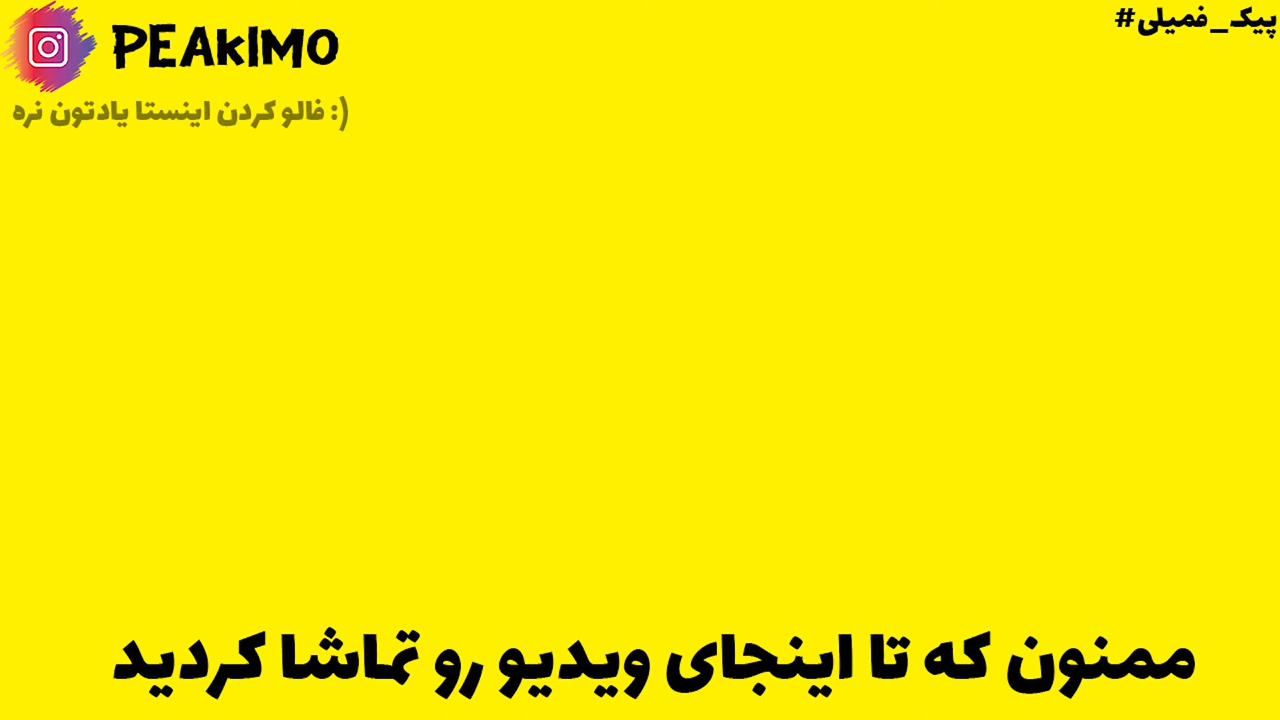 PEAKIMO
فالو کردن اینستا یادتون نره :)
#پیک_فمیلی
ممنون که تا اینجای ویدیو رو تماشا کردید